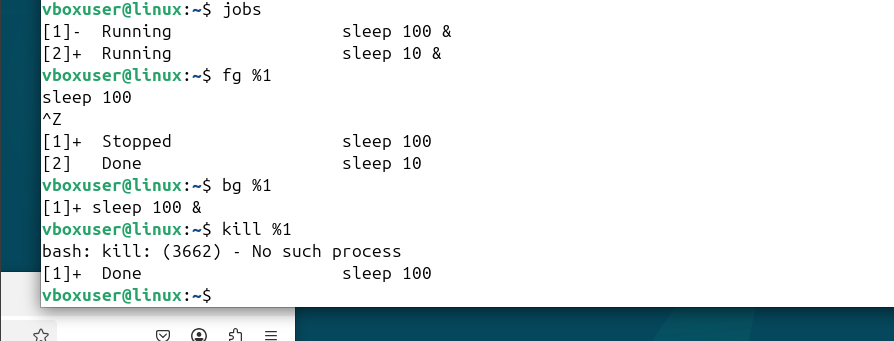 vboxuser@linux:~$ jobs
[1]-  Running                 sleep 100 &
[2]+  Running                 sleep 10 &
vboxuser@linux:~$ fg %1
sleep 100
^Z
[1]+  Stopped                 sleep 100
[2]   Done                    sleep 10
vboxuser@linux:~$ bg %1
[1]+ sleep 100 &
vboxuser@linux:~$ kill %1
bash: kill: (3662) - No such process
[1]+  Done                    sleep 100
vboxuser@linux:~$